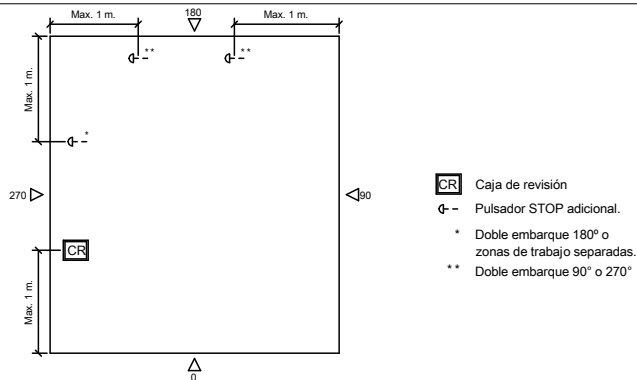 Max. 1 m.
180
Max. 1 m.
**
**
Max. 1 m.
*
270
90
CR
Max. 1 m.
0
CR Caja de revisión
Pulsador STOP adicional.
* Doble embarque 180º o
zonas de trabajo separadas.
** Doble embarque 90° o 270°